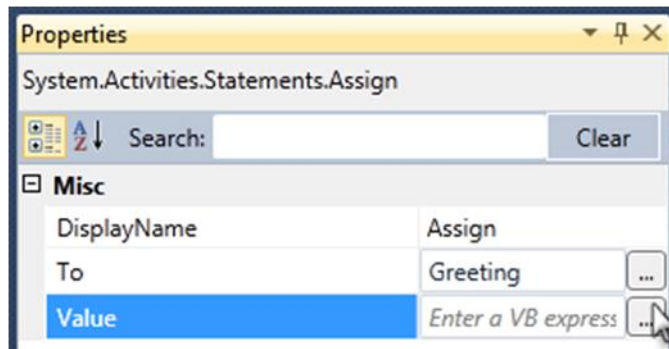 Properties
System.Activities.Statements.Assign
Search: Clear
Misc
DisplayName Assign
To Greeting ...
Value Enter a VB express ...